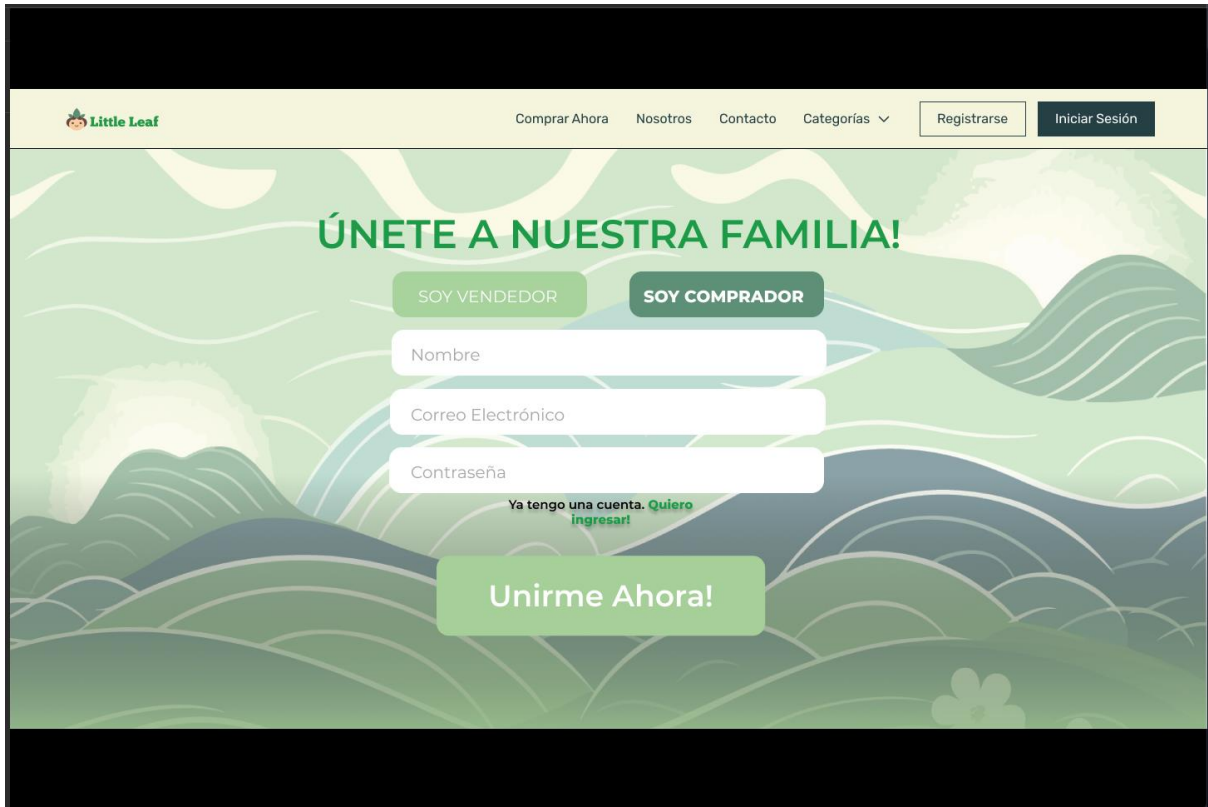 Little Leaf
Comprar Ahora
Nosotros
Contacto
Categorías
Registrarse
Iniciar Sesión
ÚNETE A NUESTRA FAMILIA!
SOY VENDEDOR
SOY COMPRADOR
Nombre
Correo Electrónico
Contraseña
Ya tengo una cuenta. Quiero
ingresar!
Unirme Ahora!